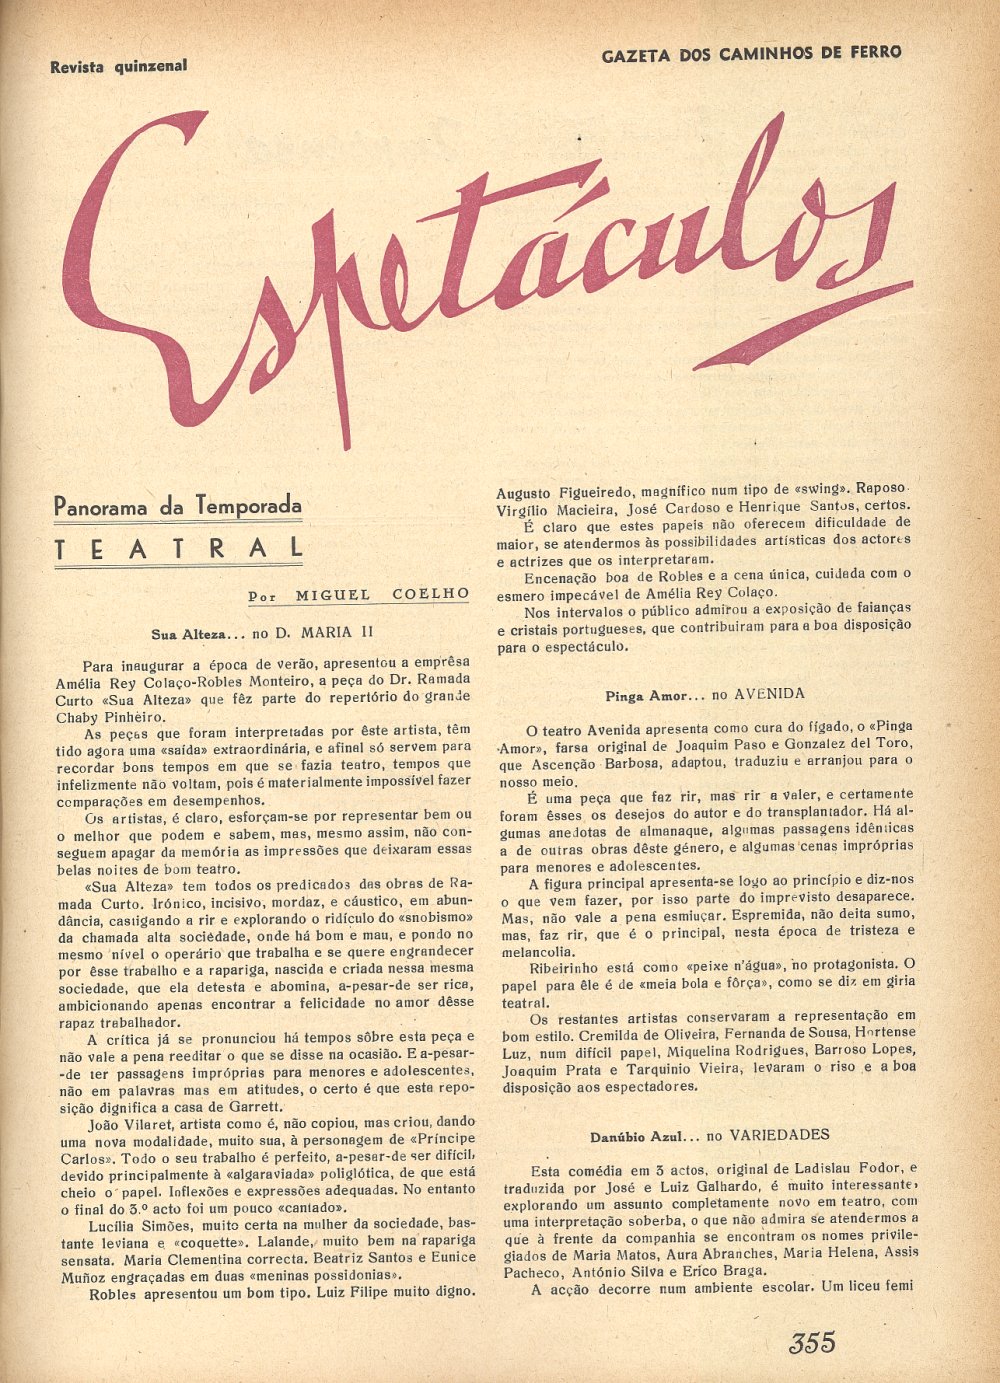 Revista quinzenal
GAZETA DOS CAMINHOS DE FERRO
Espetáculos
Panorama da Temporada
TEATRAL
Por MIGUEL COELHO
Sua Alteza... no D. MARIA II
Para inaugurar a época de verão, apresentou a emprêsa
Amélia Rey Colaço-Robles Monteiro, a peça do Dr. Ramada
Curto «Sua Alteza» que fêz parte do repertório do grande
Chaby Pinheiro.
As peças que foram interpretadas por êste artista, têm
tido agora uma «saída» extraordinária, e afinal só servem para
recordar bons tempos em que se fazia teatro, tempos que
infelizmente não voltam, pois é materialmente impossível fazer
comparações em desempenhos.
Os artistas, é claro, esforçam-se por representar bem ou
o melhor que podem e sabem, mas, mesmo assim, não con-
seguem apagar da memória as impressões que deixaram essas
belas noites de bom teatro.
«Sua Alteza» tem todos os predicados das obras de Ra-
mada Curto. Irónico, incisivo, mordaz, e cáustico, em abun-
dância, castigando a rir e explorando o ridículo do «snobismo»
da chamada alta sociedade, onde há bom e mau, e pondo no
mesmo nível o operário que trabalha e se quere engrandecer
por êsse trabalho e a rapariga, nascida e criada nessa mesma
sociedade, que ela detesta e abomina, a-pesar-de ser rica,
ambicionando apenas encontrar a felicidade no amor dêsse
rapaz trabalhador.
A crítica já se pronunciou há tempos sôbre esta peça e
não vale a pena reeditar o que se disse na ocasião. E a-pesar-
-de ter passagens impróprias para menores e adolescentes,
não em palavras mas em atitudes, o certo é que esta repo-
sição dignifica a casa de Garrett.
João Vilaret, artista como é, não copiou, mas criou, dando
uma nova modalidade, muito sua, à personagem de «Príncipe
Carlos». Todo o seu trabalho é perfeito, a-pesar-de ser difícil,
devido principalmente à «algaraviada» poliglótica, de que está
cheio o papel. Inflexões e expressões adequadas. No entanto
o final do 3.º acto foi um pouco «cantado».
Lucília Simões, muito certa na mulher da sociedade, bas-
tante leviana e «coquette». Lalande, muito bem na rapariga
sensata. Maria Clementina correcta. Beatriz Santos e Eunice
Muñoz engraçadas em duas «meninas possidonias».
Robles apresentou um bom tipo. Luiz Filipe muito digno.
Augusto Figueiredo, magnífico num tipo de «swing». Raposo.
Virgílio Macieira, José Cardoso e Henrique Santos, certos.
É claro que estes papeis não oferecem dificuldade de
maior, se atendermos às possibilidades artísticas dos actores
e actrizes que os interpretaram.
Encenação boa de Robles e a cena única, cuidada com o
esmero impecável de Amélia Rey Colaço.
Nos intervalos o público admirou a exposição de faianças
e cristais portugueses, que contribuiram para a boa disposição
para o espectáculo.
Pinga Amor... no AVENIDA
O teatro Avenida apresenta como cura do fígado, o «Pinga
Amor», farsa original de Joaquim Paso e Gonzalez del Toro,
que Ascenção Barbosa, adaptou, traduziu e arranjou para o
nosso meio.
É uma peça que faz rir, mas rir a valer, e certamente
foram êsses os desejos do autor e do transplantador. Há al-
gumas anedotas de almanaque, algumas passagens idênticas
a de outras obras dêste género, e algumas cenas impróprias
para menores e adolescentes.
A figura principal apresenta-se logo ao princípio e diz-nos
o que vem fazer, por isso parte do imprevisto desaparece.
Mas, não vale a pena esmiuçar. Espremida, não deita sumo,
mas, faz rir, que é o principal, nesta época de tristeza e
melancolia.
Ribeirinho está como «peixe n'água», no protagonista. O
papel para êle é de «meia bola e fôrça», como se diz em giria
teatral.
Os restantes artistas conservaram a representação em
bom estilo. Cremilda de Oliveira, Fernanda de Sousa, Hortense
Luz, num difícil papel, Miquelina Rodrigues, Barroso Lopes,
Joaquim Prata e Tarquinio Vieira, levaram o riso e a boa
disposição aos espectadores.
Danúbio Azul... no VARIEDADES
Esta comédia em 3 actos, original de Ladislau Fodor, e
traduzida por José e Luiz Galhardo, é muito interessante,
explorando um assunto completamente novo em teatro, com
uma interpretação soberba, o que não admira se atendermos a
que à frente da companhia se encontram os nomes privile-
giados de Maria Matos, Aura Abranches, Maria Helena, Assis
Pacheco, António Silva e Erico Braga.
A acção decorre num ambiente escolar. Um liceu femi
355